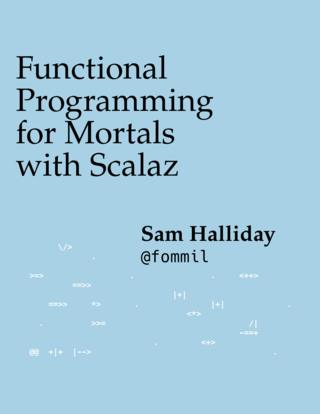 Functional
Programming
for Mortals
with Scalaz
Sam Halliday
@fommil
\/>
.
>=> . . <++>
==>>
|+|
==>> *> . |+| .
<*>
. >>= /|
-=>+
. <+>
@@ +|+ |--> .